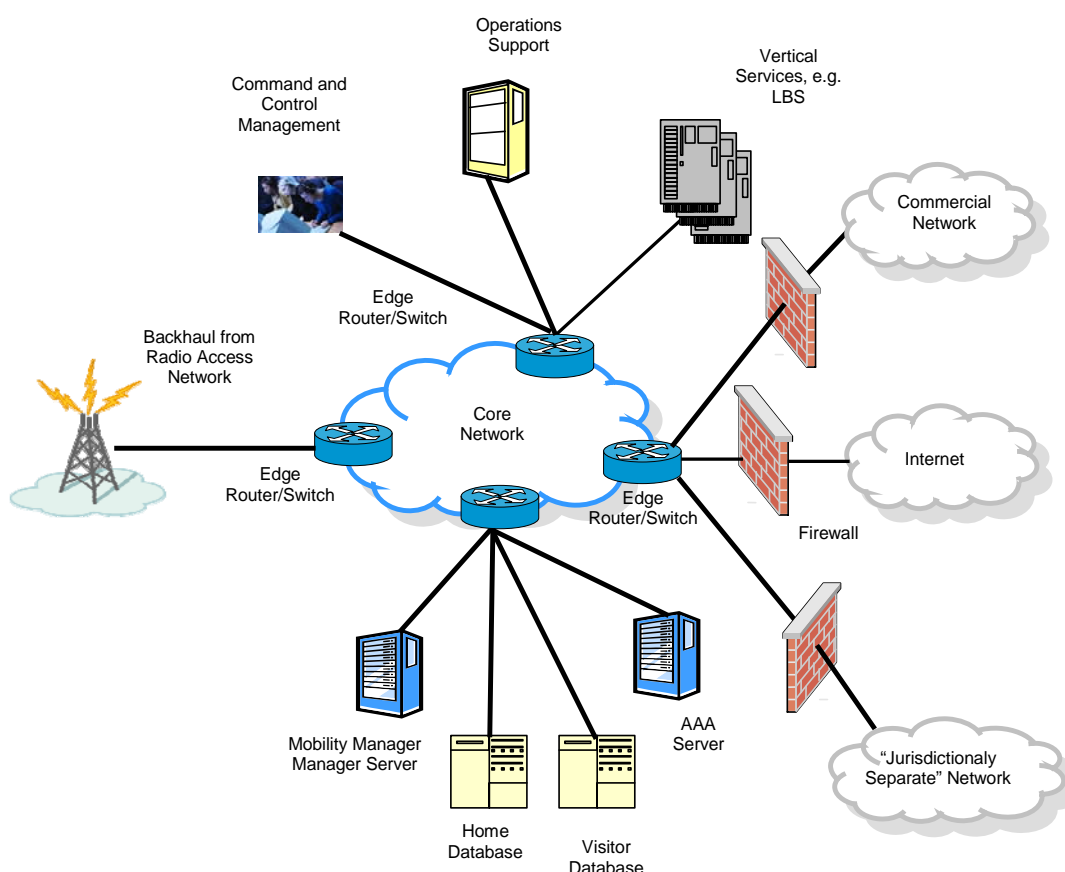 Operations
Support
Vertical
Services, e.g.
LBS
Command and
Control
Management
Commercial
Network
Edge
Router/Switch
Backhaul from
Radio Access
Network
Core
Network
Internet
Edge
Router/Switch
Edge
Router/Switch
Firewall
Mobility Manager
Manager Server
AAA
Server
“Jurisdictionaly
Separate” Network
Home
Database
Visitor
Database